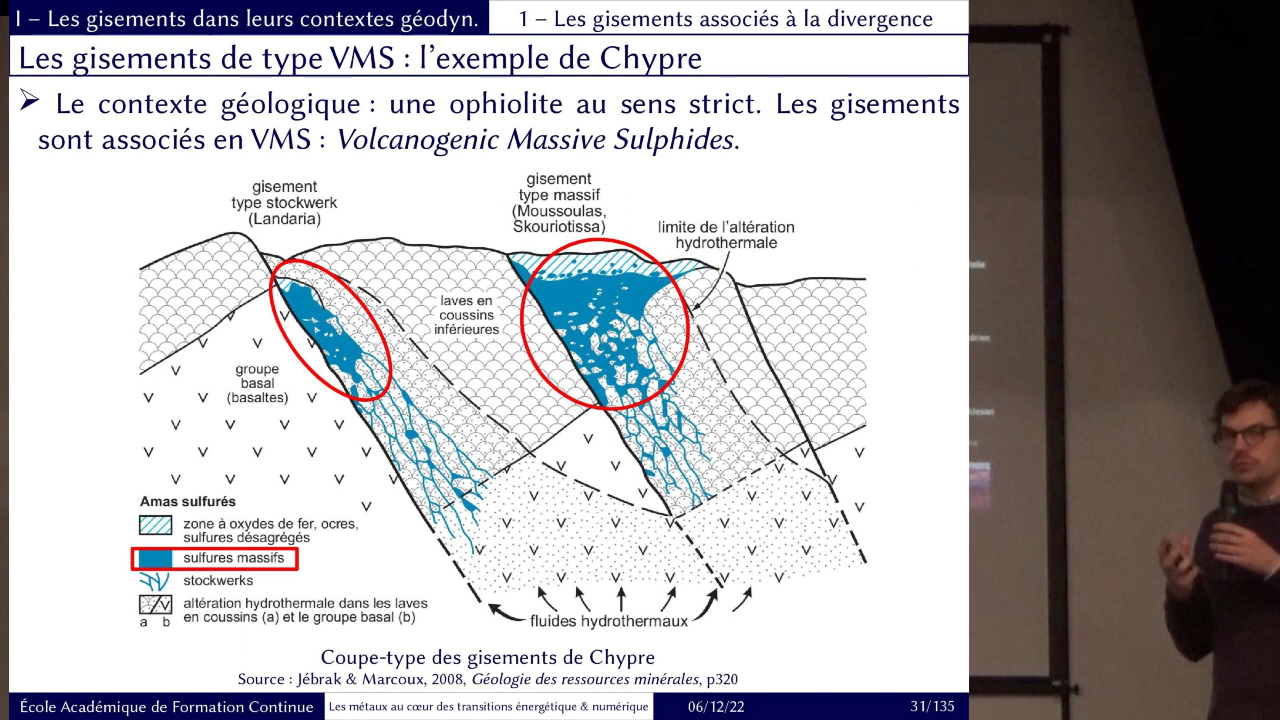 I – Les gisements dans leurs contextes géodyn.
1 – Les gisements associés à la divergence
Les gisements de type VMS : l'exemple de Chypre
➢ Le contexte géologique : une ophiolite au sens strict. Les gisements
sont associés en VMS : Volcanogenic Massive Sulphides.
gisement
type stockwerk
(Landaria)
gisement
type massif
(Moussoulas,
Skouriotissa)
limite de l'altération
hydrothermale
laves en
coussins
inférieures
groupe
basal
(basaltes)
Amas sulfurés
zone à oxydes de fer, ocres,
sulfures désagrégés
sulfures massifs
stockwerks
altération hydrothermale dans les laves
en coussins (a) et le groupe basal (b)
a b
fluides hydrothermaux
Coupe-type des gisements de Chypre
Source : Jébrak & Marcoux, 2008, Géologie des ressources minérales, p320
École Académique de Formation Continue
Les métaux au cœur des transitions énergétique & numérique
06/12/22
31/135